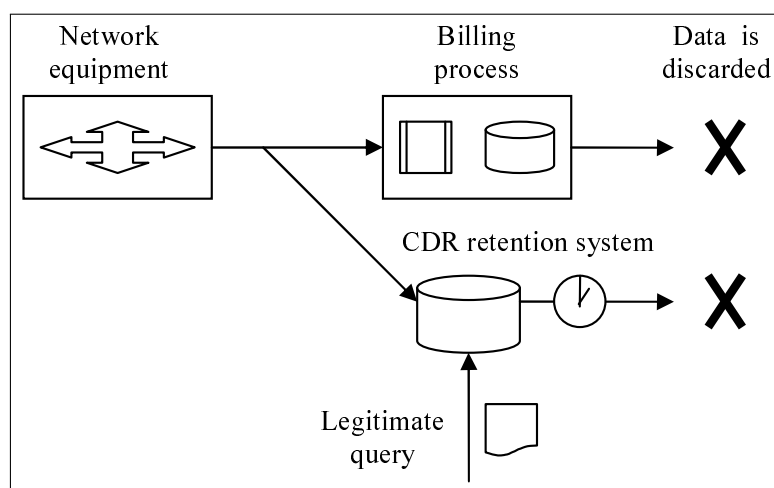 Network
equipment
Billing
process
Data is
discarded
CDR retention system
Legitimate
query